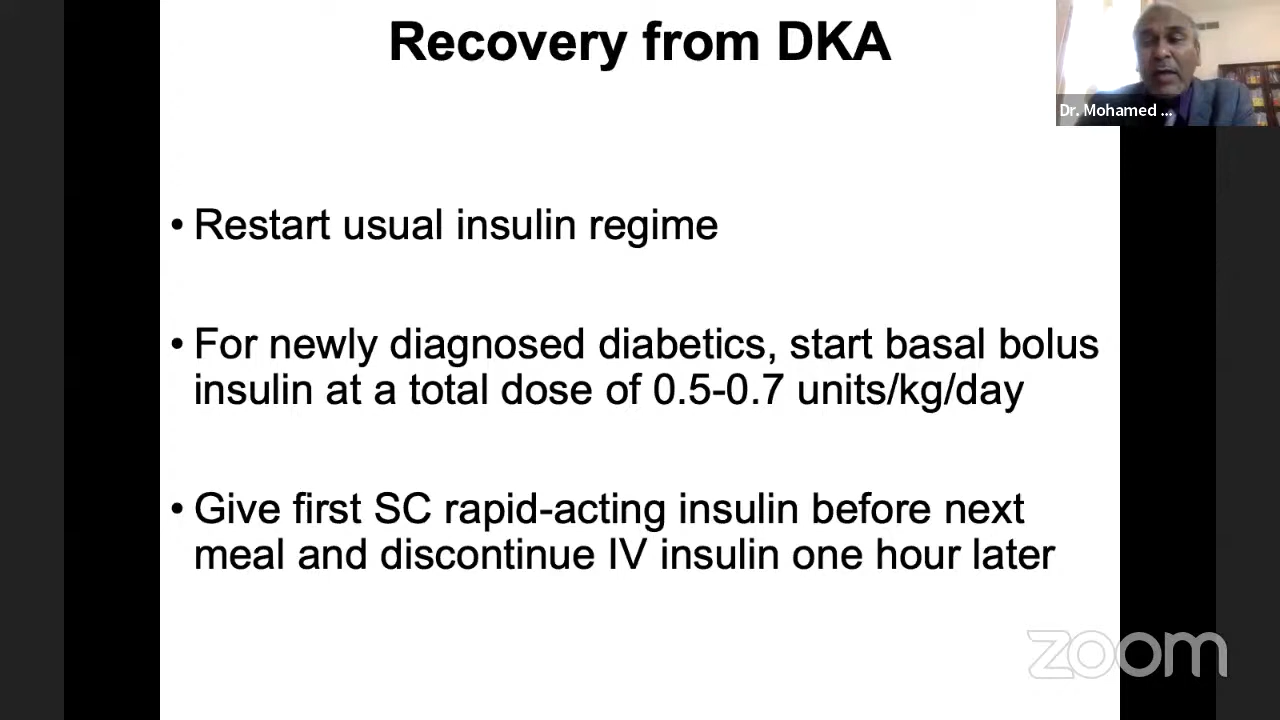 Recovery from DKA
Dr. Mohamed ...
• Restart usual insulin regime
• For newly diagnosed diabetics, start basal bolus
insulin at a total dose of 0.5-0.7 units/kg/day
• Give first SC rapid-acting insulin before next
meal and discontinue IV insulin one hour later
zoom